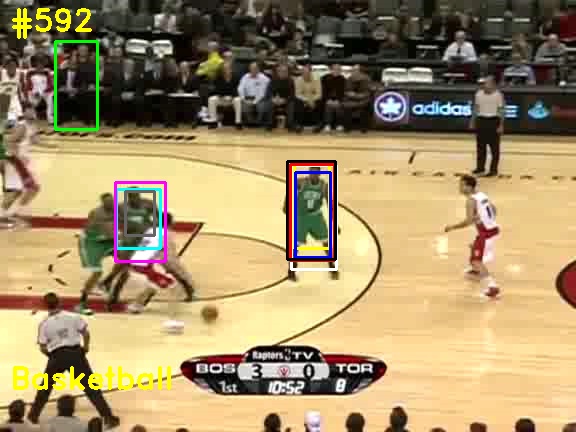 #592
adidas
Basketball
Raptors TV
BOS 3 0 TOR
1st 10:52 8